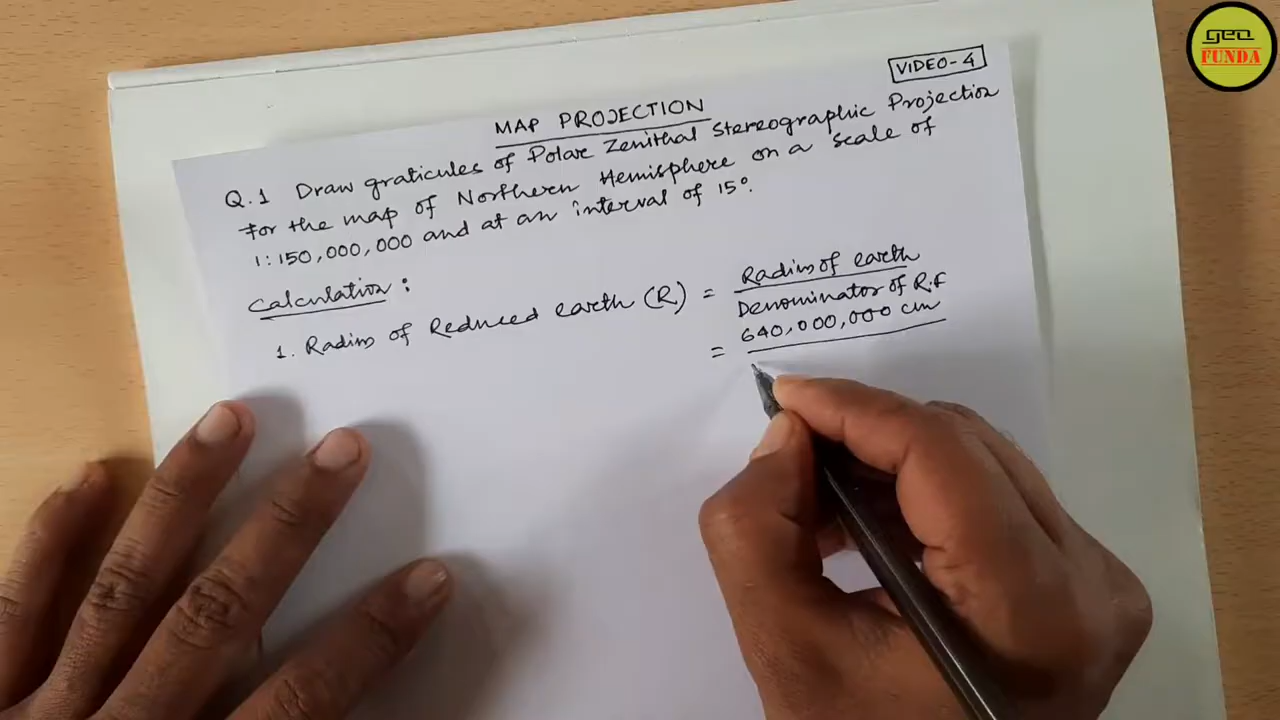 geo
FUNDA
VIDEO-4
MAP PROJECTION
Q.1 Draw graticules of Polar Zenithal Stereographic Projection
for the map of Northern Hemisphere on a scale of
1:150,000,000 and at an interval of 15°.
Calculation:
1. Radius of Reduced earth (R) = Radius of earth
Denominator of R.F
= 640,000,000 cm